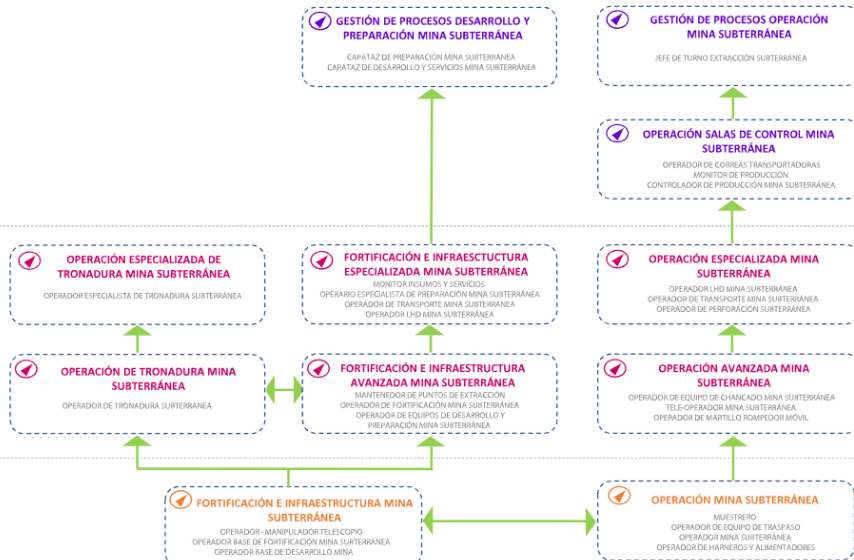 GESTIÓN DE PROCESOS DESARROLLO Y
PREPARACIÓN MINA SUBTERRÁNEA
CAPATAZ DE PREPARACIÓN MINA SUBTERRÁNEA
CAPATAZ DE DESARROLLO Y SERVICIOS MINA SUBTERRÁNEA
GESTIÓN DE PROCESOS OPERACIÓN
MINA SUBTERRÁNEA
JEFE DE TURNO EXTRACCIÓN SUBTERRÁNEA
OPERACIÓN SALAS DE CONTROL MINA
SUBTERRÁNEA
OPERADOR DE CORREAS TRANSPORTADORAS
MONITOR DE PRODUCCIÓN
CONTROLADOR DE PRODUCCIÓN MINA SUBTERRÁNEA
OPERACIÓN ESPECIALIZADA DE
TRONADURA MINA SUBTERRÁNEA
OPERADOR ESPECIALISTA DE TRONADURA SUBTERRÁNEA
FORTIFICACIÓN E INFRAESCTUCTURA
ESPECIALIZADA MINA SUBTERRÁNEA
MONITOR INSUMOS Y SERVICIOS
OPERARIO ESPECIALISTA DE PREPARACIÓN MINA SUBTERRÁNEA
OPERADOR DE TRANSPORTE MINA SUBTERRÁNEA
OPERADOR LHD MINA SUBTERRÁNEA
OPERACIÓN ESPECIALIZADA MINA
SUBTERRÁNEA
OPERADOR LHD MINA SUBTERRÁNEA
OPERADOR DE TRANSPORTE MINA SUBTERRÁNEA
OPERADOR DE PERFORACIÓN SUBTERRÁNEA
OPERACIÓN DE TRONADURA MINA
SUBTERRÁNEA
OPERADOR DE TRONADURA SUBTERRÁNEA
FORTIFICACIÓN E INFRAESTRUCTURA
AVANZADA MINA SUBTERRÁNEA
MANTENEDOR DE PUNTOS DE EXTRACCIÓN
OPERADOR DE FORTIFICACIÓN MINA SUBTERRÁNEA
OPERADOR DE EQUIPOS DE DESARROLLO Y
PREPARACIÓN MINA SUBTERRÁNEA
OPERACIÓN AVANZADA MINA
SUBTERRÁNEA
OPERADOR DE EQUIPO DE CHANCADO MINA SUBTERRÁNEA
TELE-OPERADOR MINA SUBTERRÁNEA
OPERADOR DE MARTILLO ROMPEDOR MÓVIL
FORTIFICACIÓN E INFRAESTRUCTURA MINA
SUBTERRÁNEA
OPERADOR- MANIPULADOR TELESCOPIO
OPERADOR BASE DE FORTIFICACIÓN MINA SUBTERRÁNEA
OPERADOR BASE DE DESARROLLO MINA
OPERACIÓN MINA SUBTERRÁNEA
MUESTRERO
OPERADOR DE EQUIPO DE TRASPASO
OPERADOR MINA SUBTERRÁNEA
OPERADOR DE HARNEROS Y ALIMENTADORES